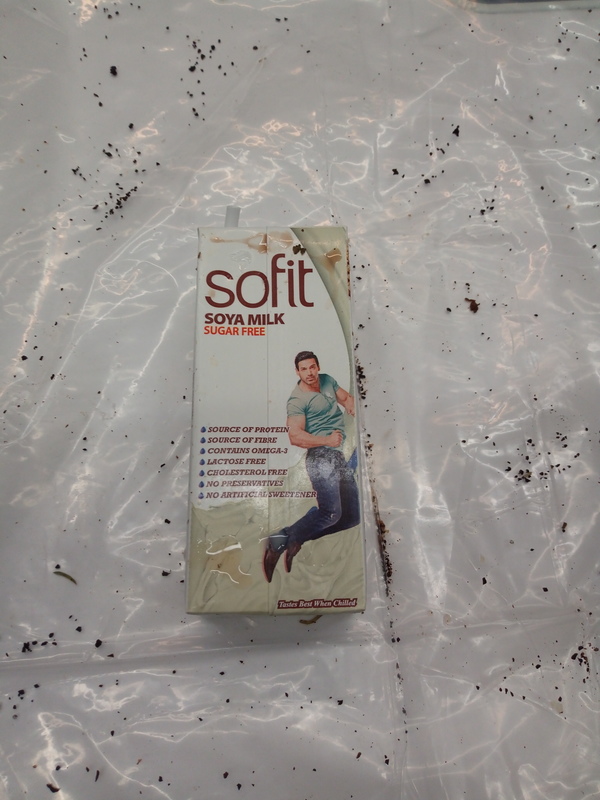 sofit
SOYA MILK
SUGAR FREE
SOURCE OF PROTEIN
SOURCE OF FIBRE
CONTAINS OMEGA-3
LACTOSE FREE
CHOLESTEROL FREE
NO PRESERVATIVES
NO ARTIFICIAL SWEETENER
Tastes Best When Chilled